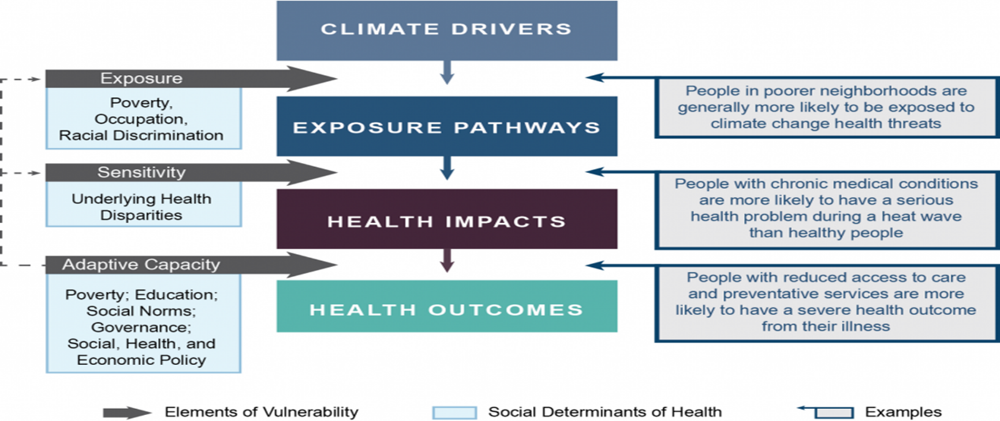 CLIMATE DRIVERS
Exposure
Poverty,
Occupation,
Racial Discrimination
People in poorer neighborhoods are
generally more likely to be exposed to
climate change health threats
EXPOSURE PATHWAYS
Sensitivity
Underlying Health
Disparities
People with chronic medical conditions
are more likely to have a serious
health problem during a heat wave
than healthy people
HEALTH IMPACTS
Adaptive Capacity
Poverty; Education;
Social Norms;
Governance;
Social, Health, and
Economic Policy
People with reduced access to care
and preventative services are more
likely to have a severe health outcome
from their illness
HEALTH OUTCOMES
Elements of Vulnerability
Social Determinants of Health
Examples